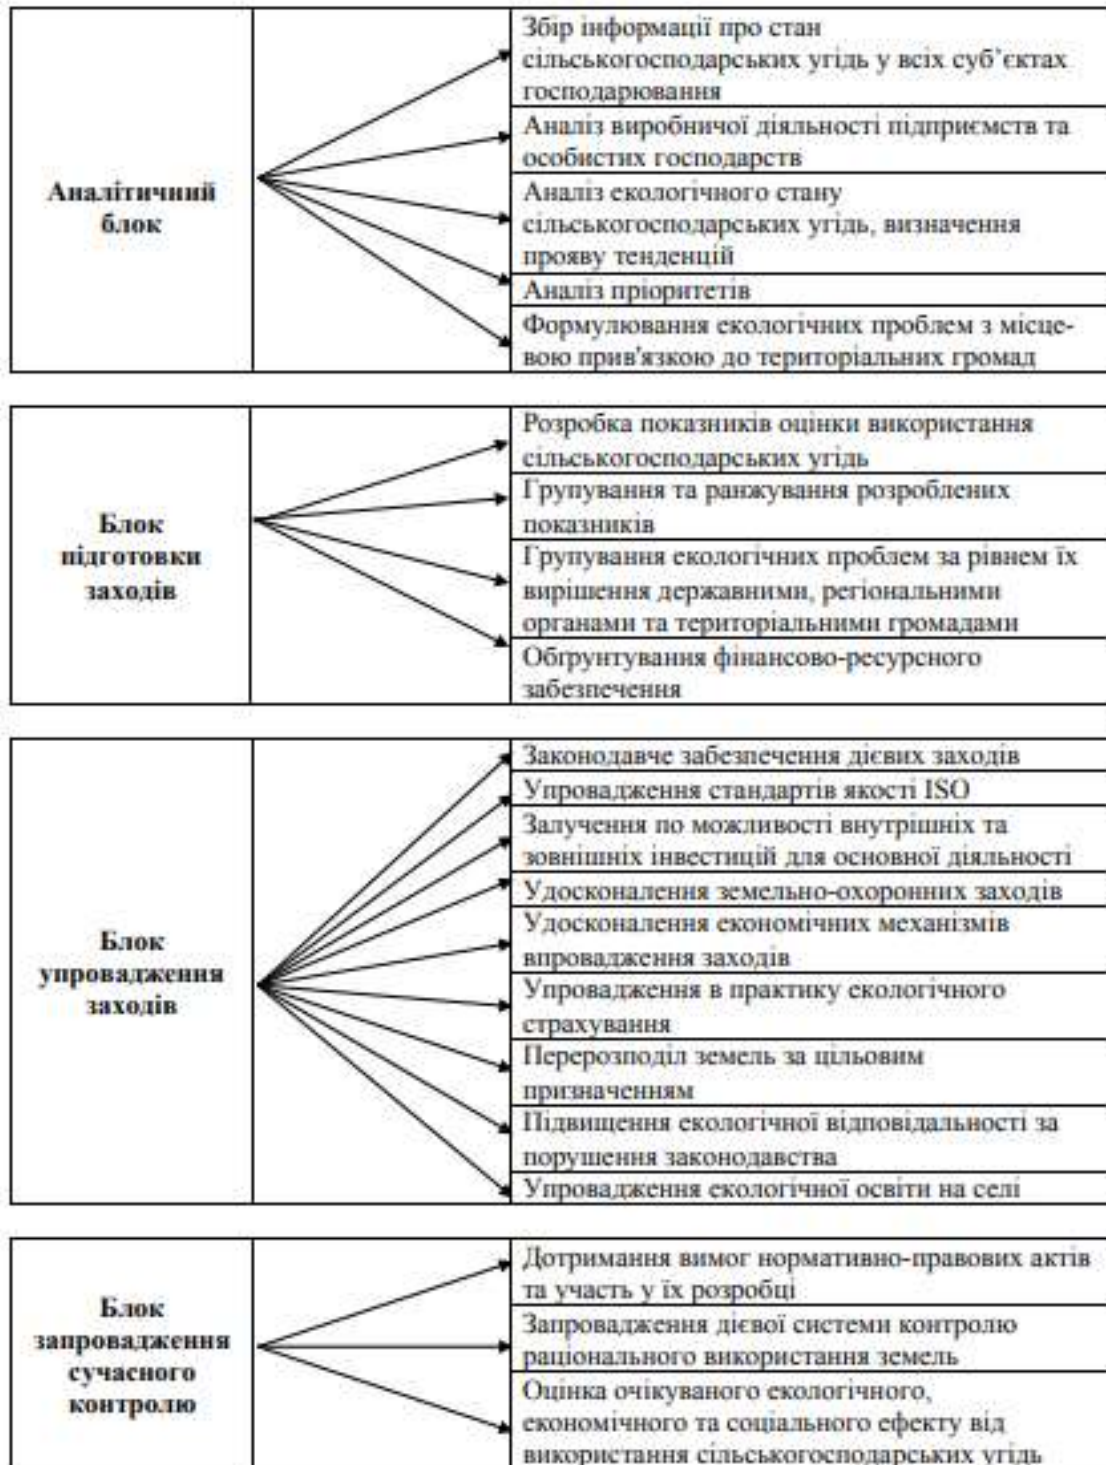 Аналітичний
блок
Збір інформації про стан
сільськогосподарських угідь у всіх суб’єктах
господарювання
Аналіз виробничої діяльності підприємств та
особистих господарств
Аналіз екологічного стану
сільськогосподарських угідь, визначення
прояву тенденцій
Аналіз пріоритетів
Формулювання екологічних проблем з місце-
вою прив'язкою до територіальних громад
Блок
підготовки
заходів
Розробка показників оцінки використання
сільськогосподарських угідь
Групування та ранжування розроблених
показників
Групування екологічних проблем за рівнем їх
вирішення державними, регіональними
органами та територіальними громадами
Обґрунтування фінансово-ресурсного
забезпечення
Блок
упровадження
заходів
Законодавче забезпечення дієвих заходів
Упровадження стандартів якості ISO
Залучення по можливості внутрішніх та
зовнішніх інвестицій для основної діяльності
Удосконалення земельно-охоронних заходів
Удосконалення економічних механізмів
впровадження заходів
Упровадження в практику екологічного
страхування
Перерозподіл земель за цільовим
призначенням
Підвищення екологічної відповідальності за
порушення законодавства
Упровадження екологічної освіти на селі
Блок
запровадження
сучасного
контролю
Дотримання вимог нормативно-правових актів
та участь у їх розробці
Запровадження дієвої системи контролю
раціонального використання земель
Оцінка очікуваного екологічного,
економічного та соціального ефекту від
використання сільськогосподарських угідь